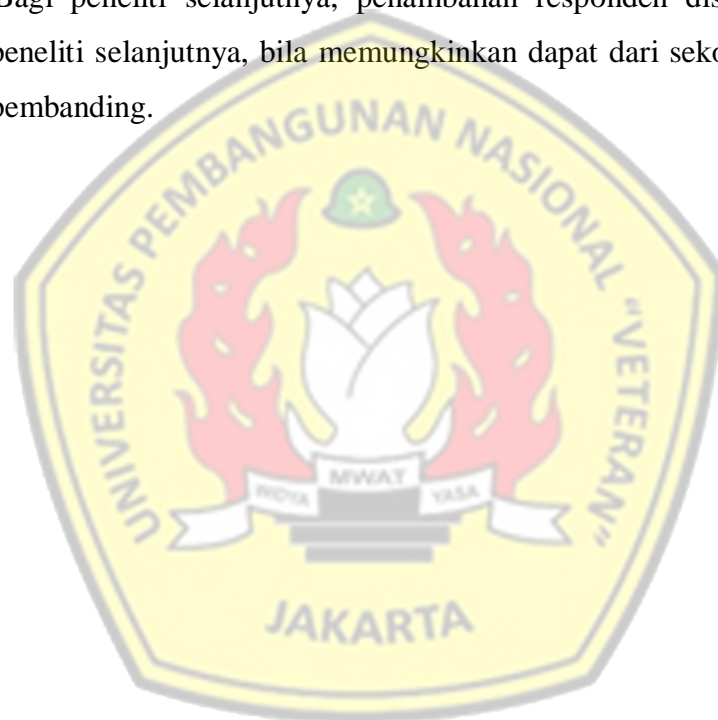 Bagi peneliti selanjutnya, penambahan responden dis
peneliti selanjutnya, bila memungkinkan dapat dari seko
pembanding.
UNIVERSITAS PEMBANGUNAN NASIONAL "VETERAN"
WIDYA MWAT YASA
JAKARTA